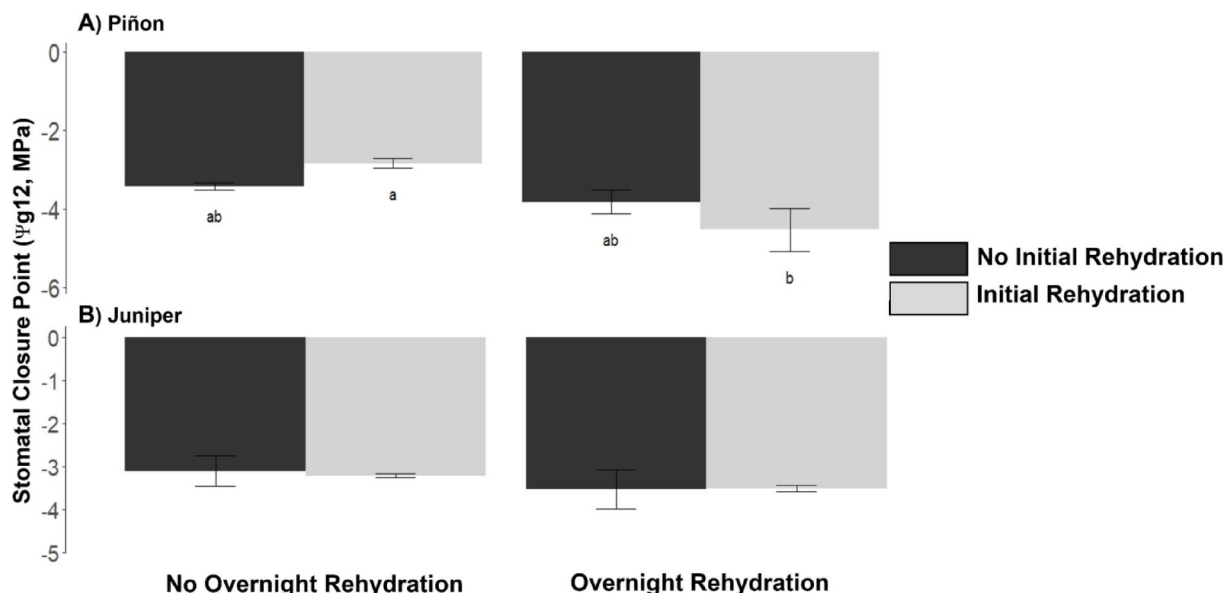 A) Piñon
0
-2
-4
-6
ab
a
ab
b
Stomatal Closure Point (Ψg12, MPa)
No Initial Rehydration
Initial Rehydration
B) Juniper
0
-1
-2
-3
-4
-5
No Overnight Rehydration
Overnight Rehydration